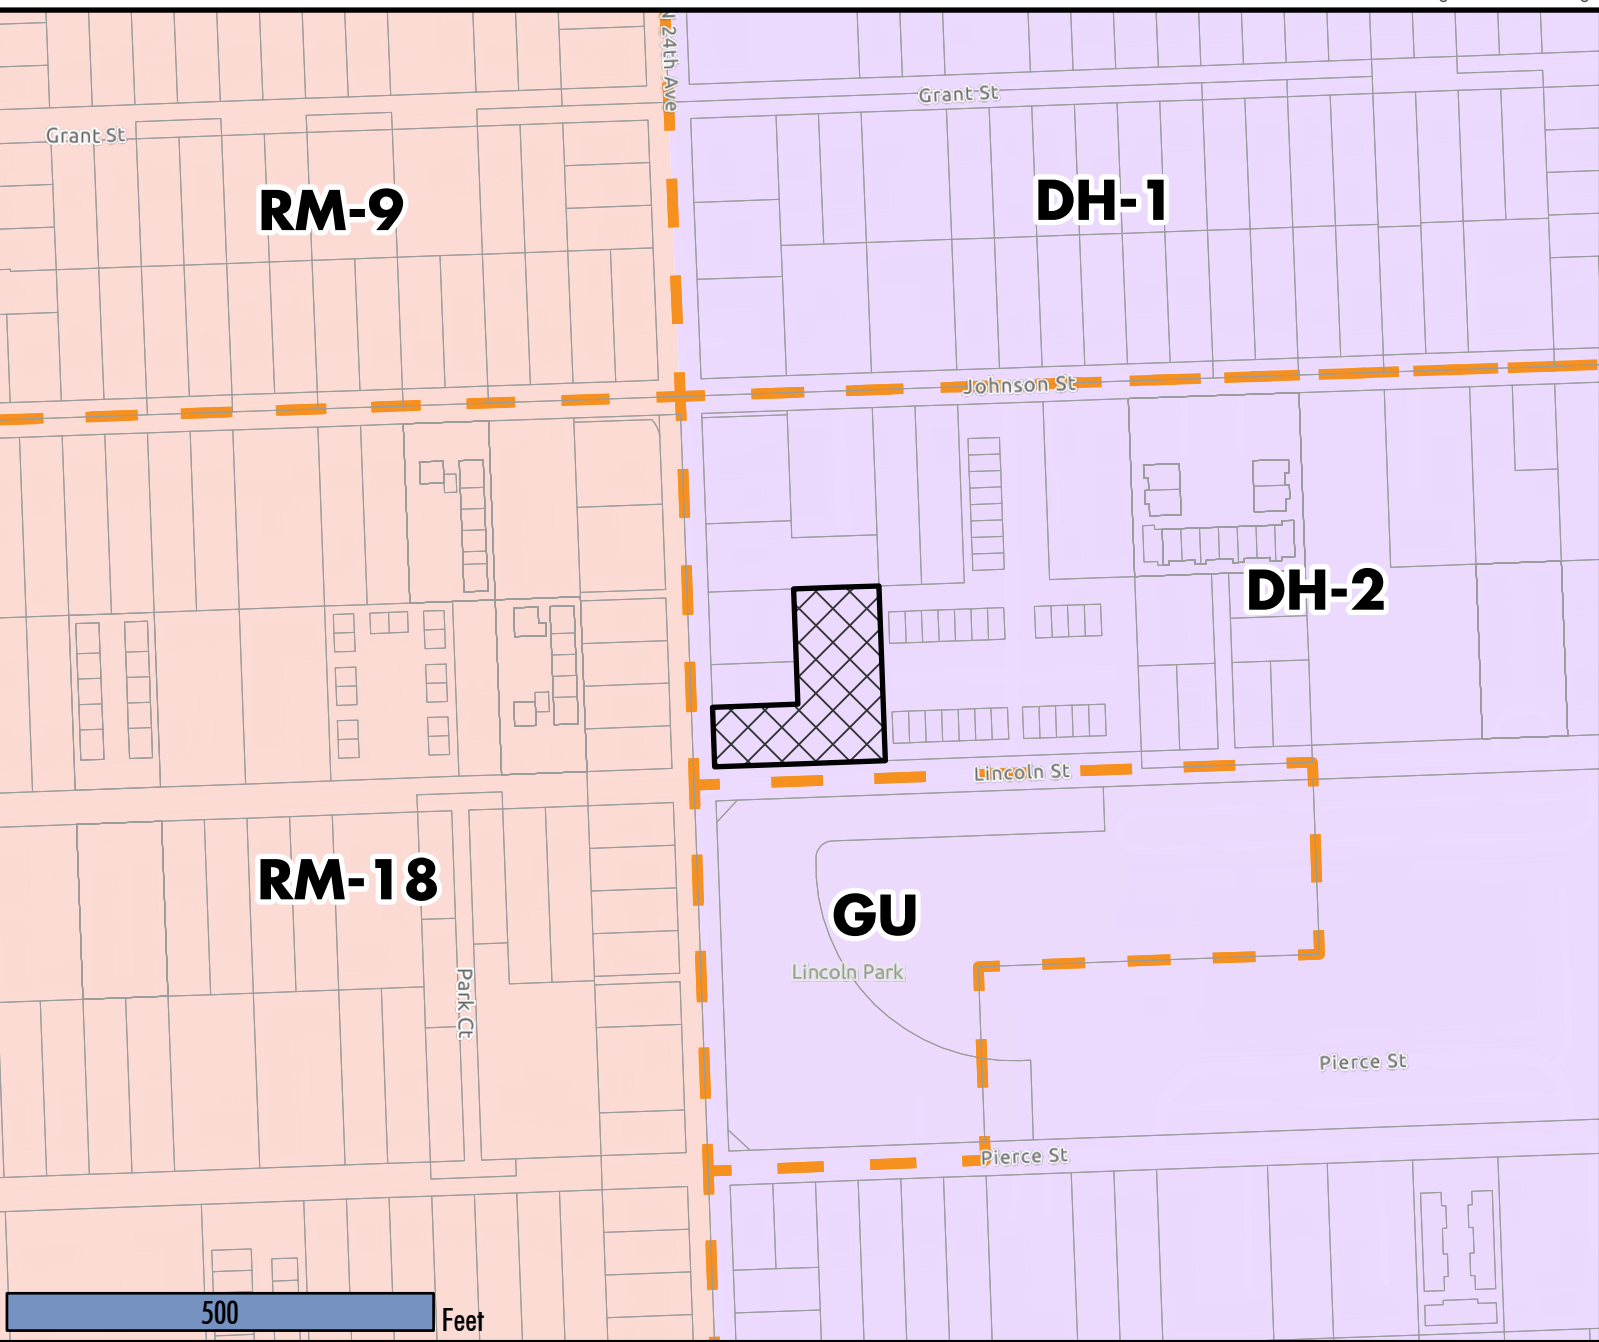 N 24th Ave
Grant St
Grant St
RM-9
DH-1
Johnson St
DH-2
Lincoln St
RM-18
GU
Lincoln Park
Park Ct
Pierce St
Pierce St
500
Feet